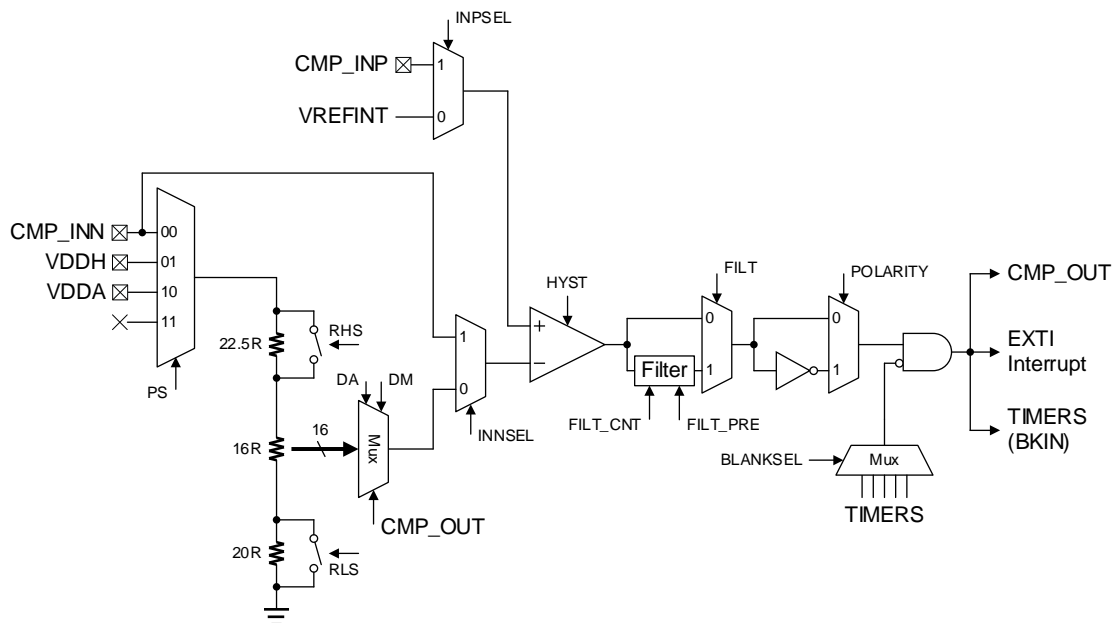 INPSEL
CMP_INP
1
VREFINT
0
CMP_INN
00
VDDH
01
VDDA
10
11
PS
22.5R
RHS
DA
DM
16R
16
Mux
CMP_OUT
20R
RLS
1
0
INNSEL
HYST
+
−
FILT
0
1
Filter
FILT_CNT
FILT_PRE
POLARITY
0
1
BLANKSEL
Mux
TIMERS
CMP_OUT
EXTI
Interrupt
TIMERS
(BKIN)